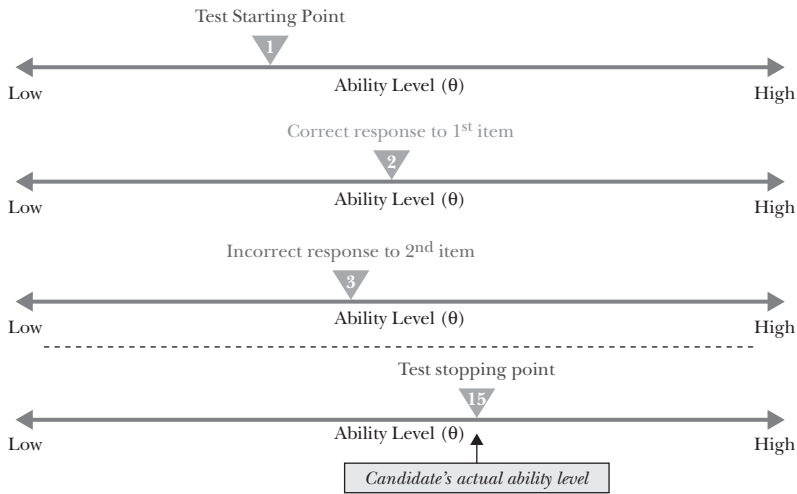 Test Starting Point
1
Ability Level (θ)
Low
High
Correct response to 1st item
2
Ability Level (θ)
Low
High
Incorrect response to 2nd item
3
Ability Level (θ)
Low
High
Test stopping point
15
Ability Level (θ)
Low
High
Candidate's actual ability level